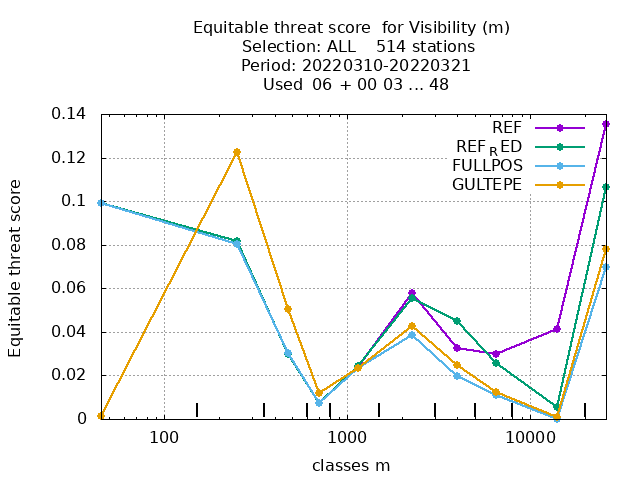 Equitable threat score  for Visibility (m)
Selection: ALL    514 stations
Period: 20220310-20220321
Used  06 + 00 03 ... 48
0.14
0.12
0.1
0.08
0.06
0.04
0.02
0
Equitable threat score
REF
REF_RED
FULLPOS
GULTEPE
100
1000
10000
classes m